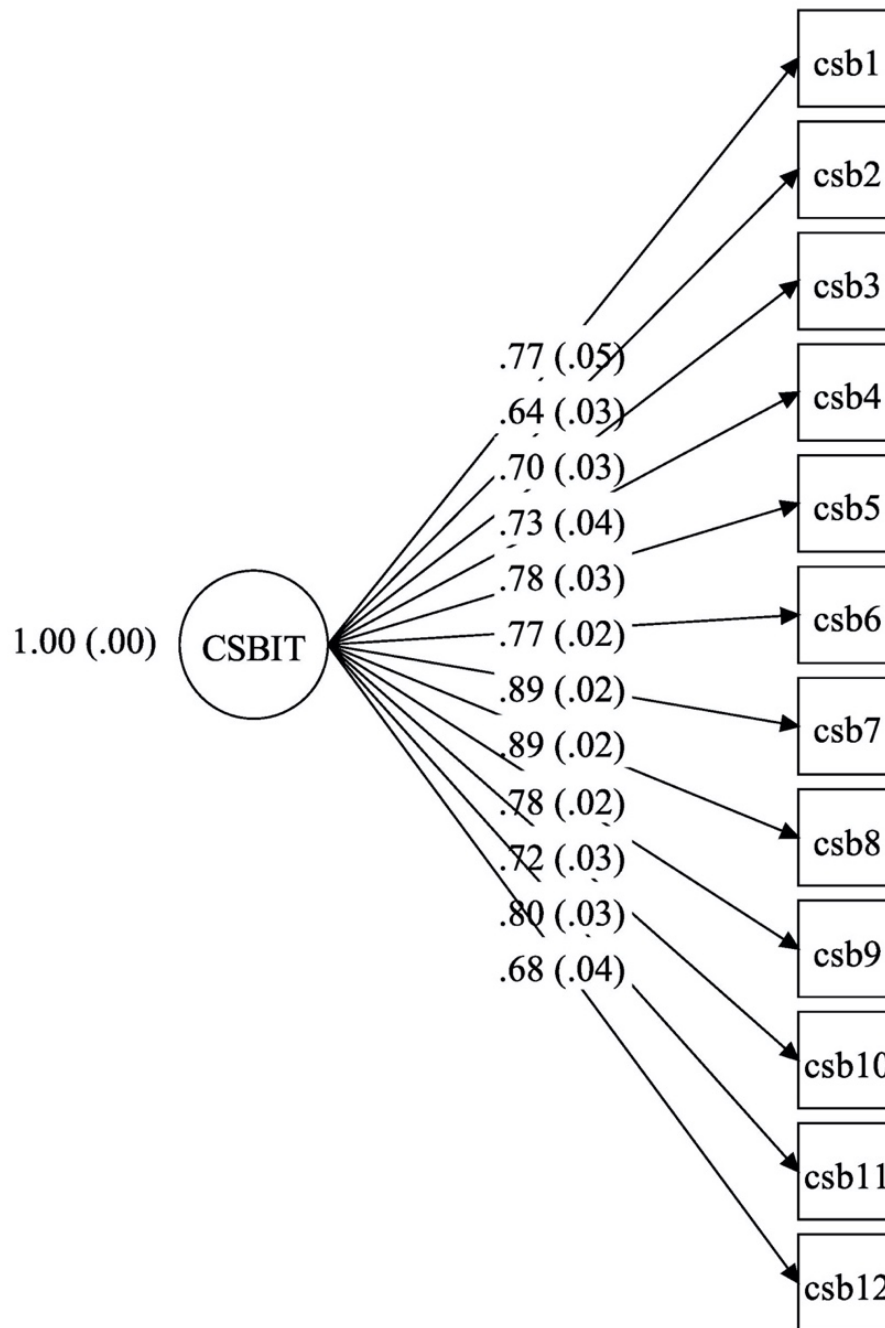 csb1
csb2
csb3
.77 (.05)
.64 (.03)
csb4
.70 (.03)
.73 (.04)
csb5
.78 (.03)
1.00 (.00)
CSBIT
.77 (.02)
csb6
.89 (.02)
csb7
.89 (.02)
.78 (.02)
csb8
.72 (.03)
.80 (.03)
csb9
.68 (.04)
csb10
csb11
csb12